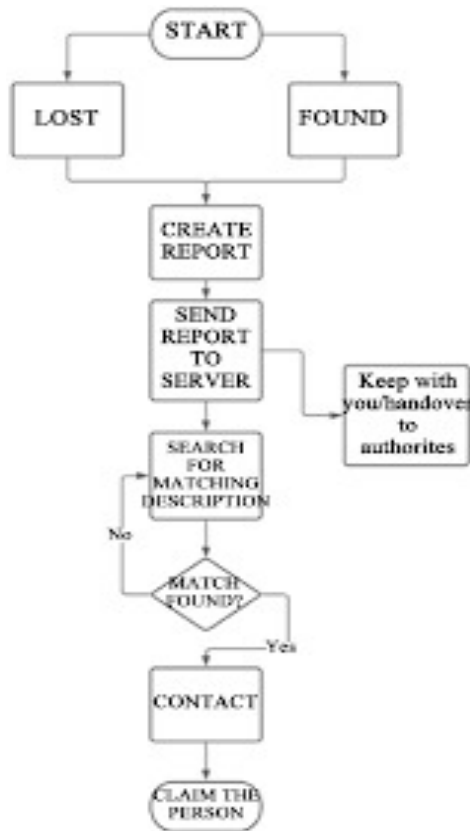 START
LOST
FOUND
CREATE
REPORT
SEND
REPORT
TO
SERVER
Keep with
you/handover
to
authorites
SEARCH
FOR
MATCHING
DESCRIPTION
No
MATCH
FOUND?
Yes
CONTACT
CLAIM THE
PERSON